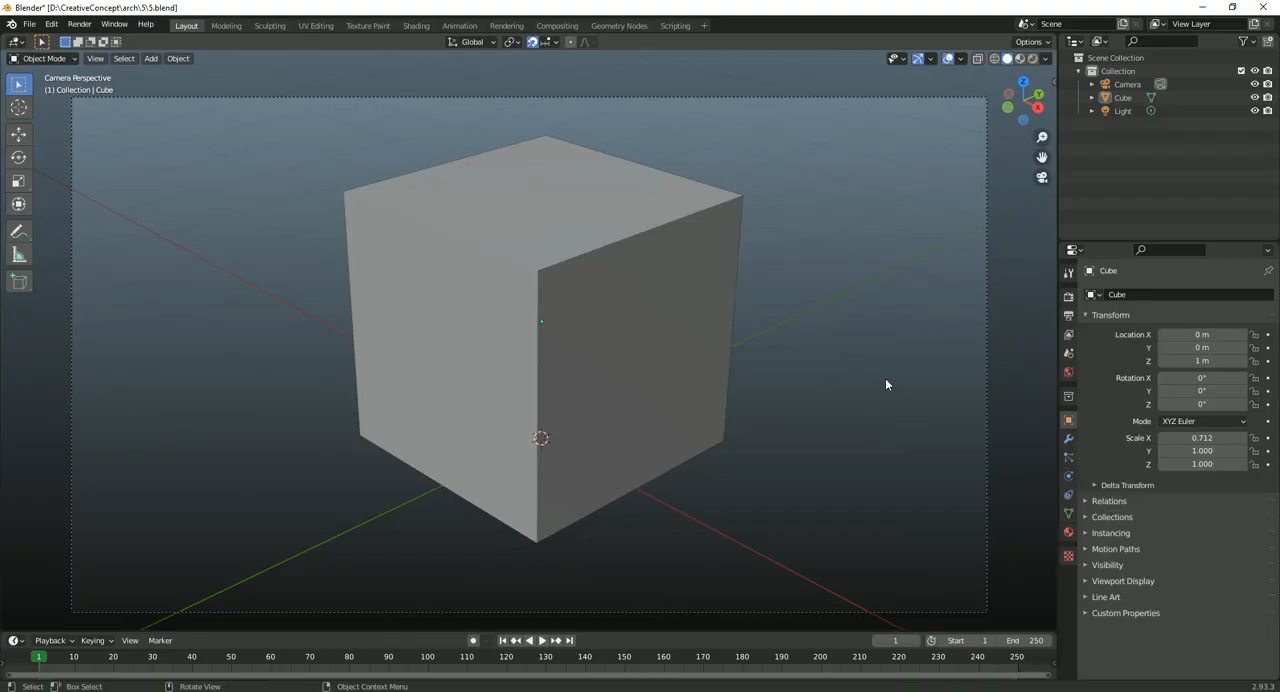 Blender* [D:\CreativeConcept\arch\5\5.blend]
File Edit Render Window Help Layout Modeling Sculpting UV Editing Texture Paint Shading Animation Rendering Compositing Geometry Nodes Scripting + Scene View Layer
Global Options
Object Mode View Select Add Object
Camera Perspective
(1) Collection | Cube
Z
Y
X
Scene Collection
Collection
Camera
Cube
Light
Cube
Cube
Transform
Location X 0 m
Y 0 m
Z 1 m
Rotation X 0°
Y 0°
Z 0°
Mode XYZ Euler
Scale X 0.712
Y 1.000
Z 1.000
Delta Transform
Relations
Collections
Instancing
Motion Paths
Visibility
Viewport Display
Line Art
Custom Properties
Playback Keying View Marker 1 Start 1 End 250
1 10 20 30 40 50 60 70 80 90 100 110 120 130 140 150 160 170 180 190 200 210 220 230 240 250
Select Box Select Rotate View Object Context Menu 2.93.3